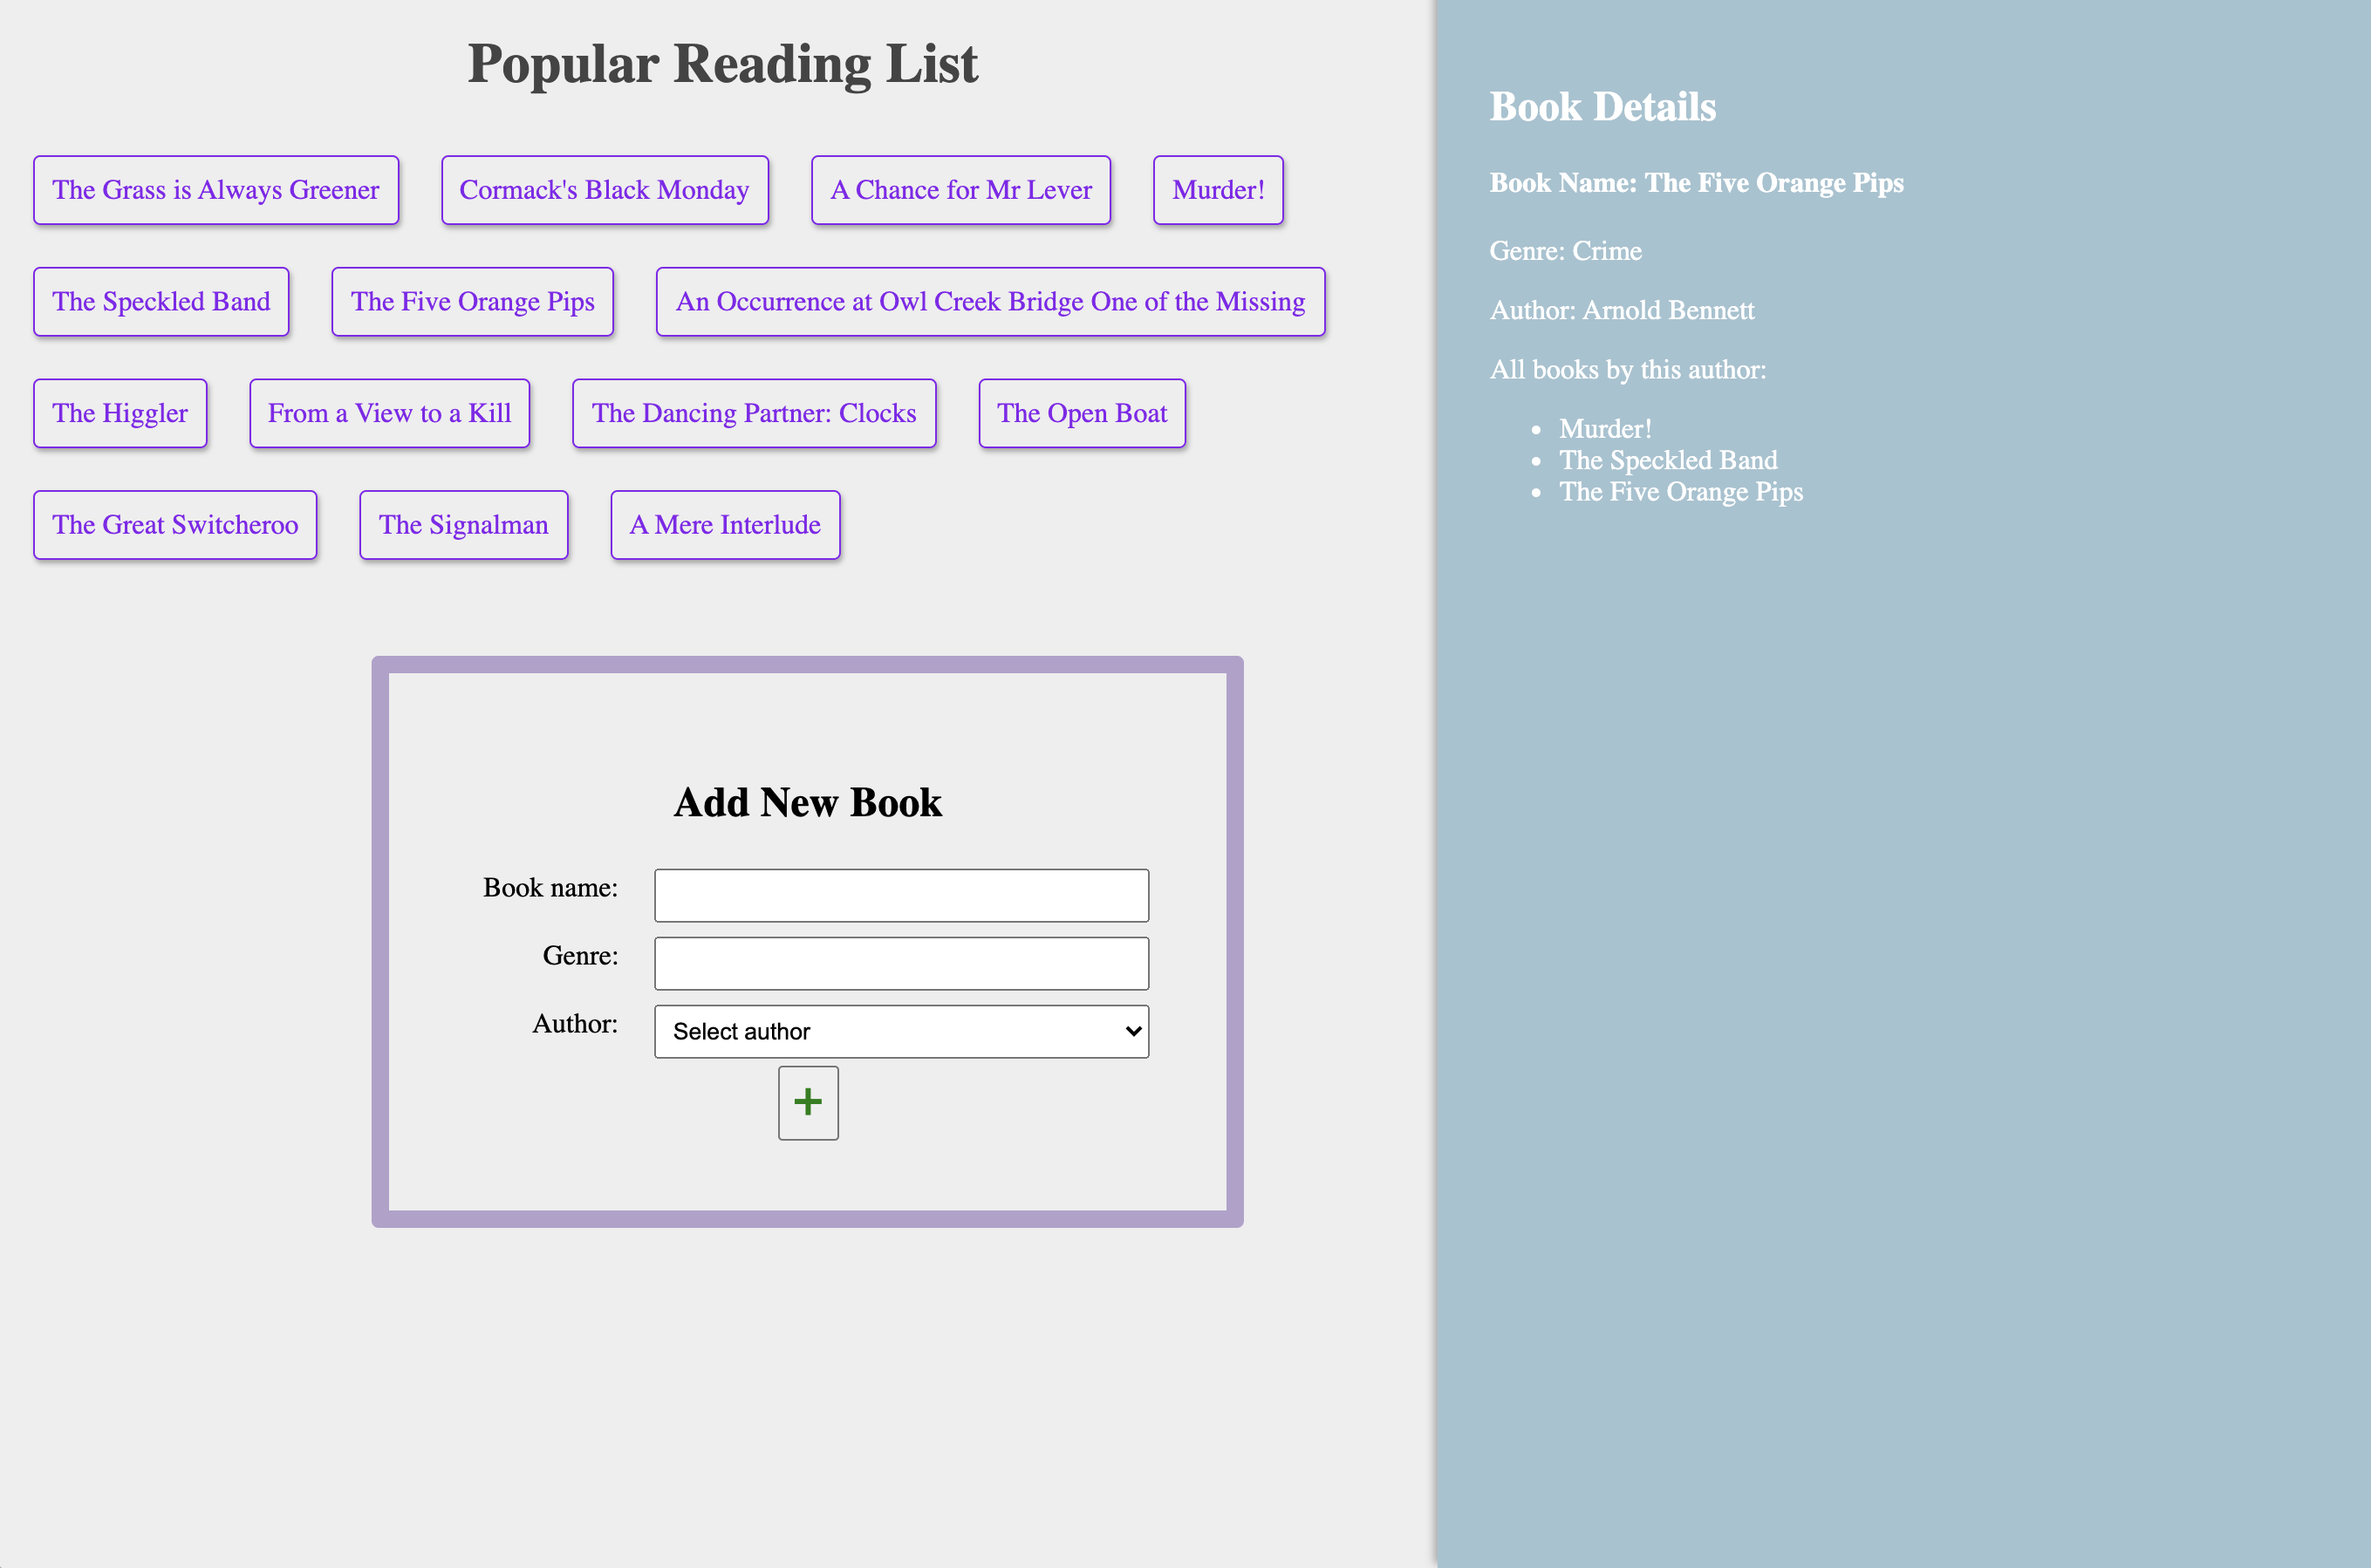 Popular Reading List
The Grass is Always Greener
Cormack's Black Monday
A Chance for Mr Lever
Murder!
The Speckled Band
The Five Orange Pips
An Occurrence at Owl Creek Bridge One of the Missing
The Higgler
From a View to a Kill
The Dancing Partner: Clocks
The Open Boat
The Great Switcheroo
The Signalman
A Mere Interlude
Add New Book
Book name:
Genre:
Author: Select author
+
Book Details
Book Name: The Five Orange Pips
Genre: Crime
Author: Arnold Bennett
All books by this author:
• Murder!
• The Speckled Band
• The Five Orange Pips